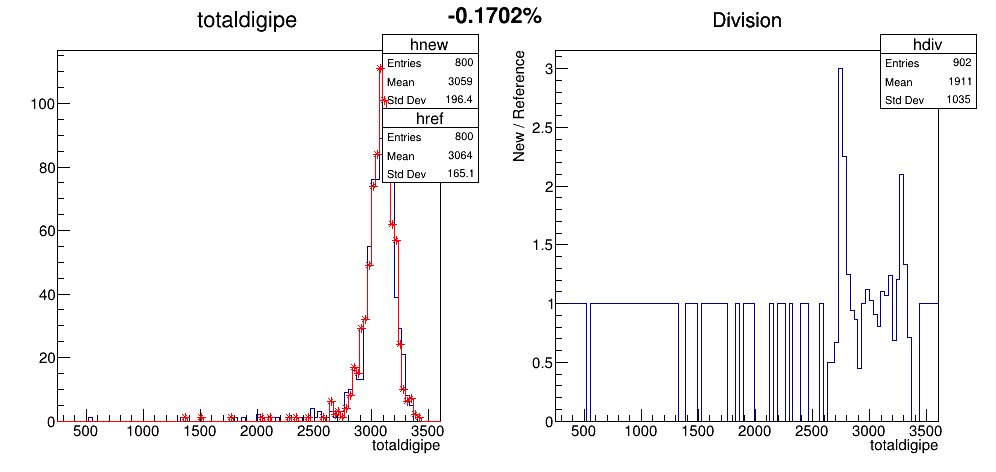 -0.1702%
totaldigipe
hnew
Entries 800
Mean 3059
Std Dev 196.4
href
Entries 800
Mean 3064
Std Dev 165.1
100
80
60
40
20
0
500 1000 1500 2000 2500 3000 3500
totaldigipe
Division
hdiv
Entries 902
Mean 1911
Std Dev 1035
New / Reference
3
2.5
2
1.5
1
0.5
0
500 1000 1500 2000 2500 3000 3500
totaldigipe